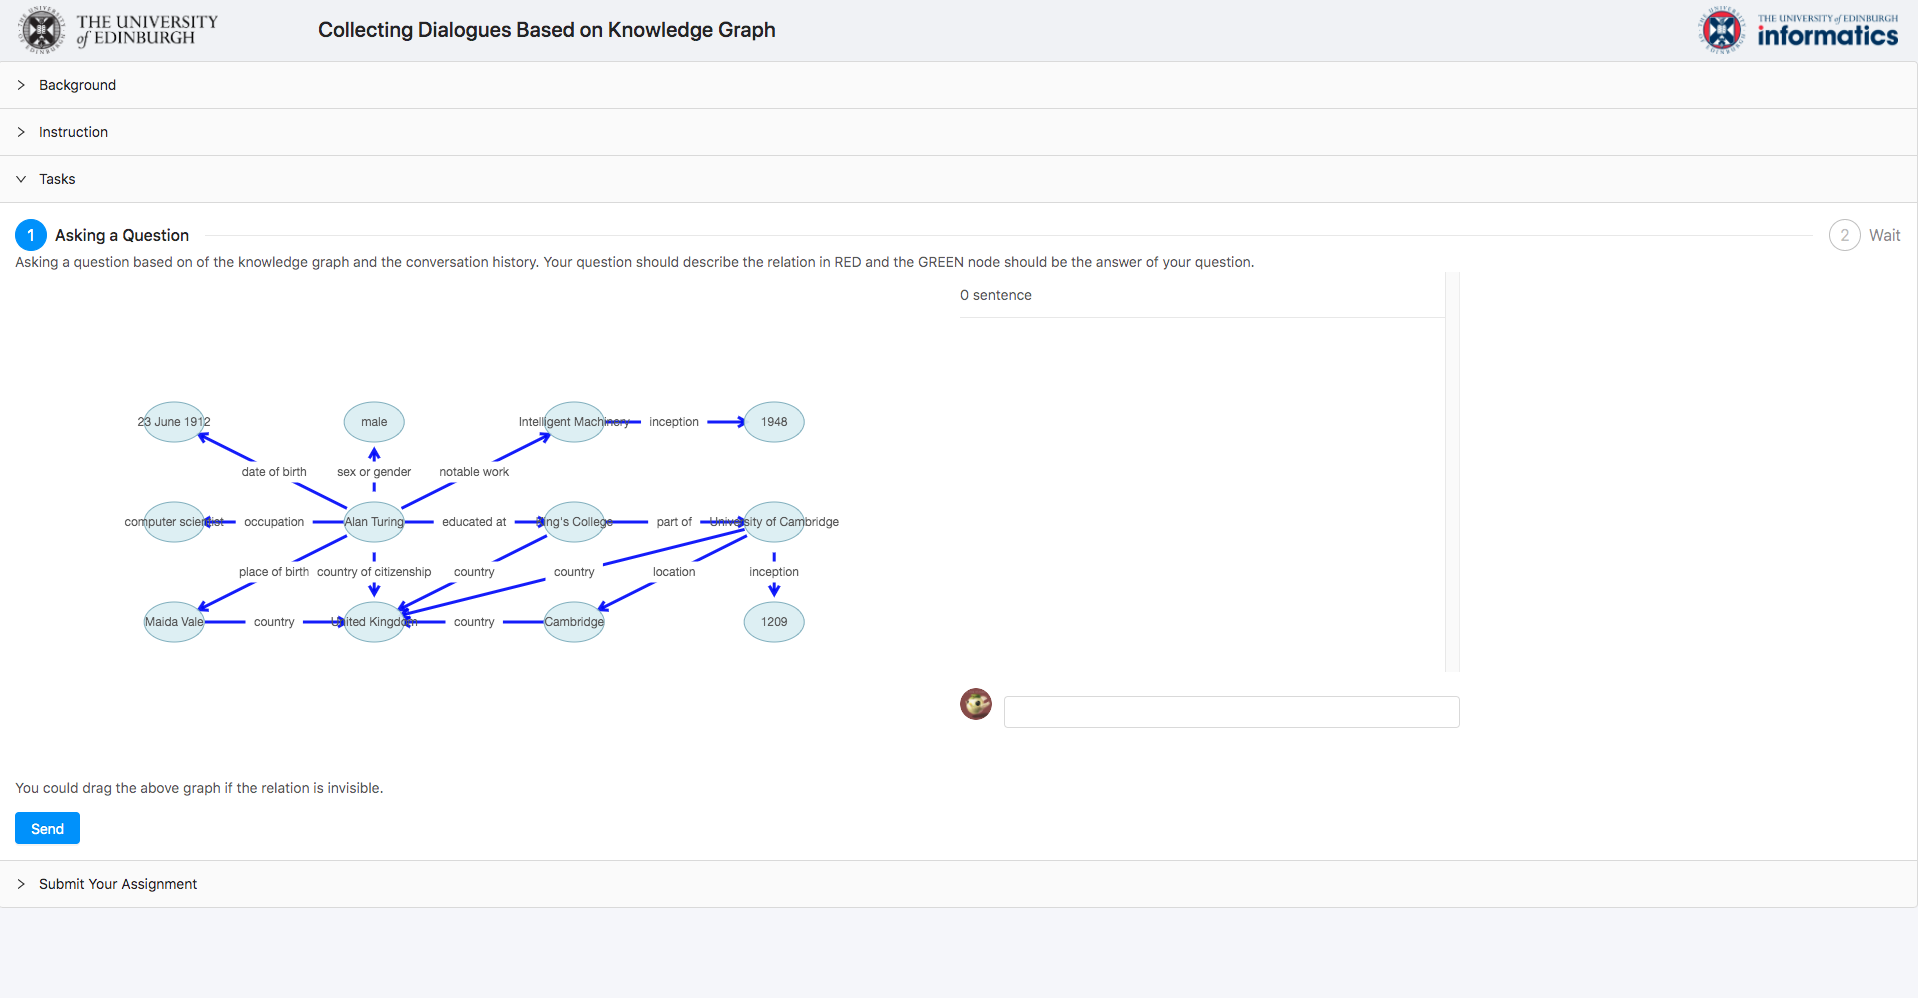 THE UNIVERSITY
of EDINBURGH
Collecting Dialogues Based on Knowledge Graph
THE UNIVERSITY of EDINBURGH
informatics
Background
Instruction
Tasks
1 Asking a Question
2 Wait
Asking a question based on of the knowledge graph and the conversation history. Your question should describe the relation in RED and the GREEN node should be the answer of your question.
0 sentence
23 June 1912
male
Intelligent Machinery
inception
1948
date of birth
sex or gender
notable work
computer scientist
occupation
Alan Turing
educated at
King's College
part of
University of Cambridge
place of birth
country of citizenship
country
country
location
inception
Maida Vale
country
United Kingdom
country
Cambridge
1209
You could drag the above graph if the relation is invisible.
Send
Submit Your Assignment